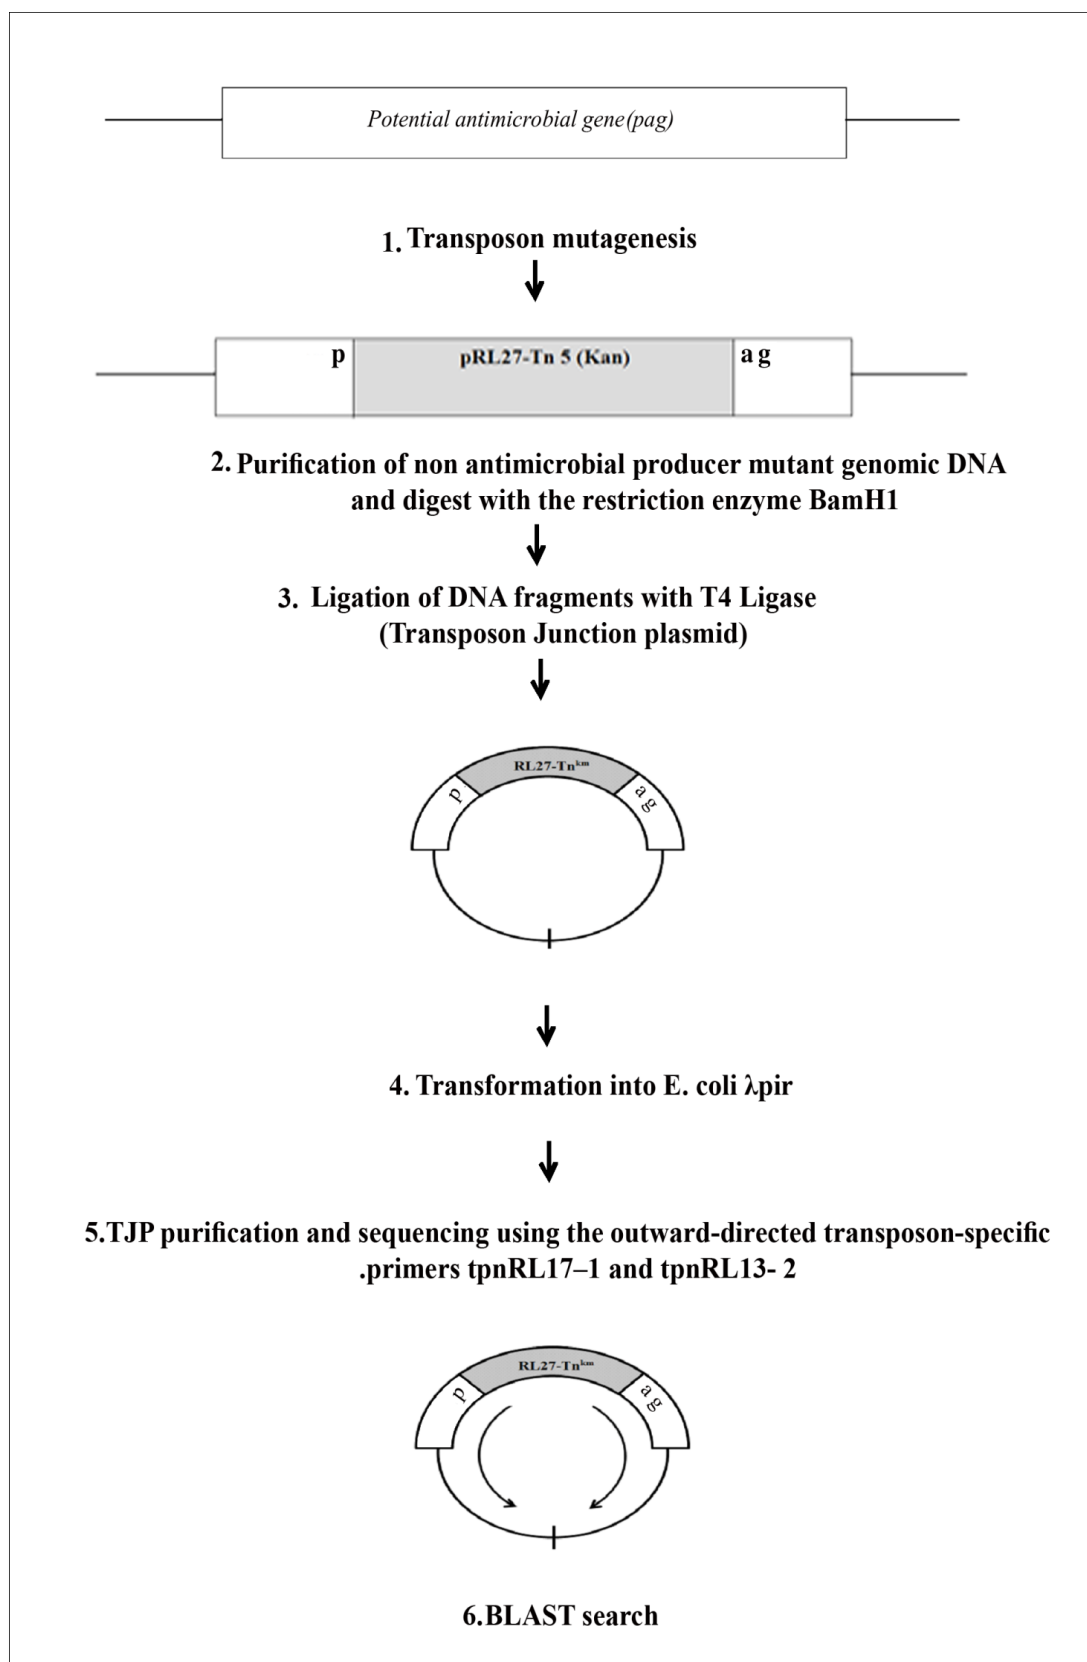 Potential antimicrobial gene(pag)
1. Transposon mutagenesis
p pRL27-Tn 5 (Kan) a g
2. Purification of non antimicrobial producer mutant genomic DNA
and digest with the restriction enzyme BamH1
3. Ligation of DNA fragments with T4 Ligase
(Transposon Junction plasmid)
RL27-Tnᵏᵐ
p a g
4. Transformation into E. coli λpir
5.TJP purification and sequencing using the outward-directed transposon-specific
.primers tpnRL17–1 and tpnRL13- 2
RL27-Tnᵏᵐ
p a g
6.BLAST search